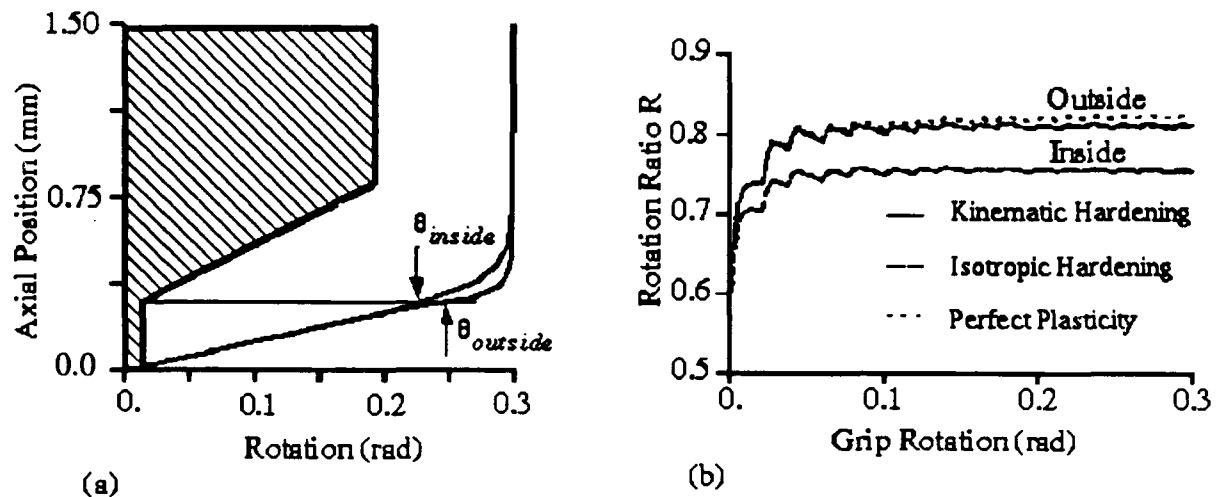 1.50
0.75
0.0
Axial Position (mm)
θinside
θoutside
0.
0.1
0.2
0.3
Rotation (rad)
(a)
0.9
0.8
0.7
0.6
0.5
Rotation Ratio R
Outside
Inside
Kinematic Hardening
Isotropic Hardening
Perfect Plasticity
0.
0.1
0.2
0.3
Grip Rotation (rad)
(b)